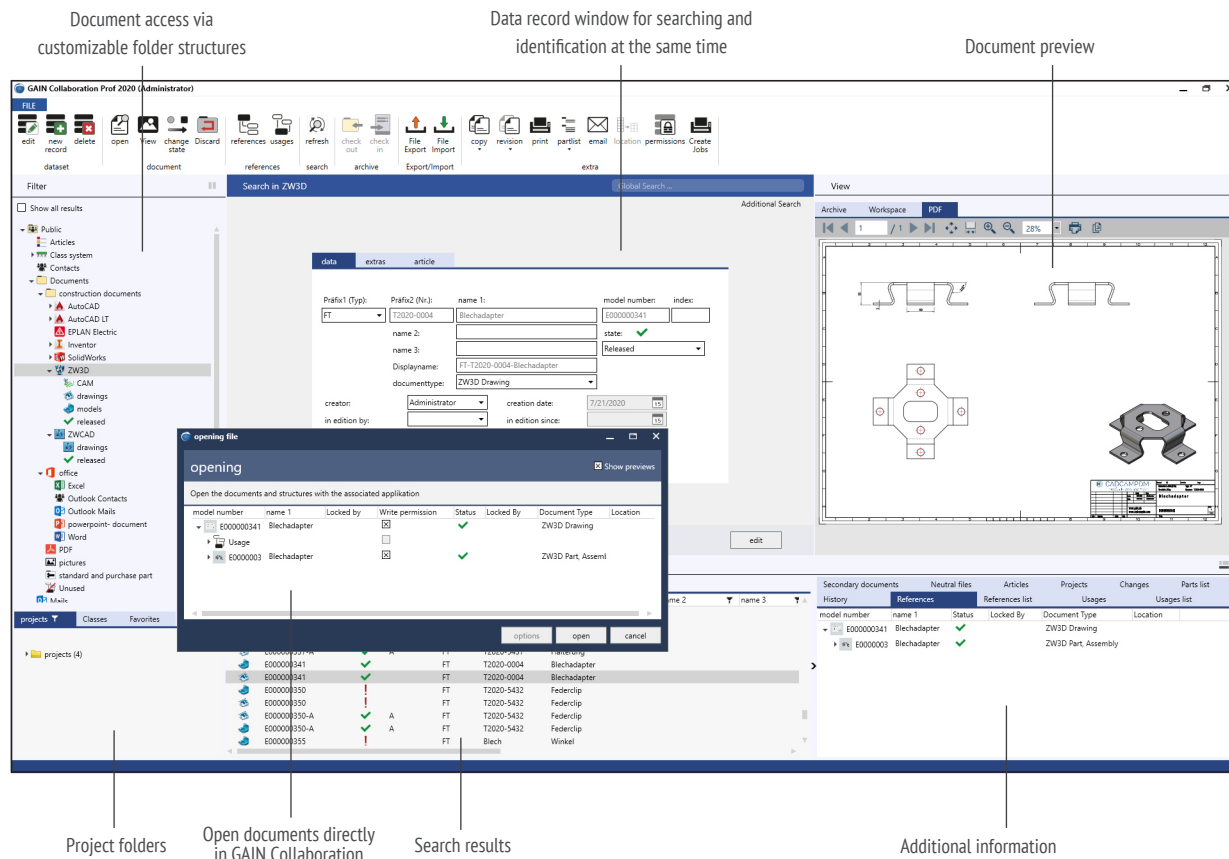 Document access via
customizable folder structures
Data record window for searching and
identification at the same time
Document preview
GAIN Collaboration Prof 2020 (Administrator)
FILE
edit new record delete open View change state Discard references usages refresh check out check in File Export File Import copy revision print partlist email location permissions Create Jobs
dataset document references search archive Export/Import extra
Filter
Show all results
Public
Articles
Class system
Contacts
Documents
construction documents
AutoCAD
AutoCAD LT
EPLAN Electric
Inventor
SolidWorks
ZW3D
CAM
drawings
models
released
ZWCAD
drawings
released
office
Excel
Outlook Contacts
Outlook Mails
powerpoint- document
Word
PDF
pictures
standard and purchase part
Unused
Mails
projects Classes Favorites
projects (4)
Search in ZW3D Global Search ...
Additional Search
data extras article
Präfix1 (Typ): Präfix2 (Nr.): name 1: model number: index:
FT T2020-0004 Blechadapter E000000341
name 2: state:
name 3: Released
Displayname: FT-T2020-0004-Blechadapter
documenttype: ZW3D Drawing
creator: Administrator creation date: 7/21/2020 15
in edition by: in edition since: 15
edit
opening file
opening Show previews
Open the documents and structures with the associated applikation
model number name 1 Locked by Write permission Status Locked By Document Type Location
E000000341 Blechadapter ZW3D Drawing
Usage
E0000003 Blechadapter ZW3D Part, Assembl
options open cancel
name 3
E000000341 FT T2020-0004 Blechadapter
E000000341 FT T2020-0004 Blechadapter
E000000350 FT T2020-5432 Federclip
E000000350 FT T2020-5432 Federclip
E000000350-A A FT T2020-5432 Federclip
E000000350-A A FT T2020-5432 Federclip
E000000355 FT Blech Winkel
View
Archive Workspace PDF
1 / 1 28%
CADCAMPDM
Blechadapter
Secondary documents Neutral files Articles Projects Changes Parts list
History References References list Usages Usages list
model number name 1 Status Locked By Document Type Location
E000000341 Blechadapter ZW3D Drawing
E0000003 Blechadapter ZW3D Part, Assembly
Project folders
Open documents directly
in GAIN Collaboration
Search results
Additional information